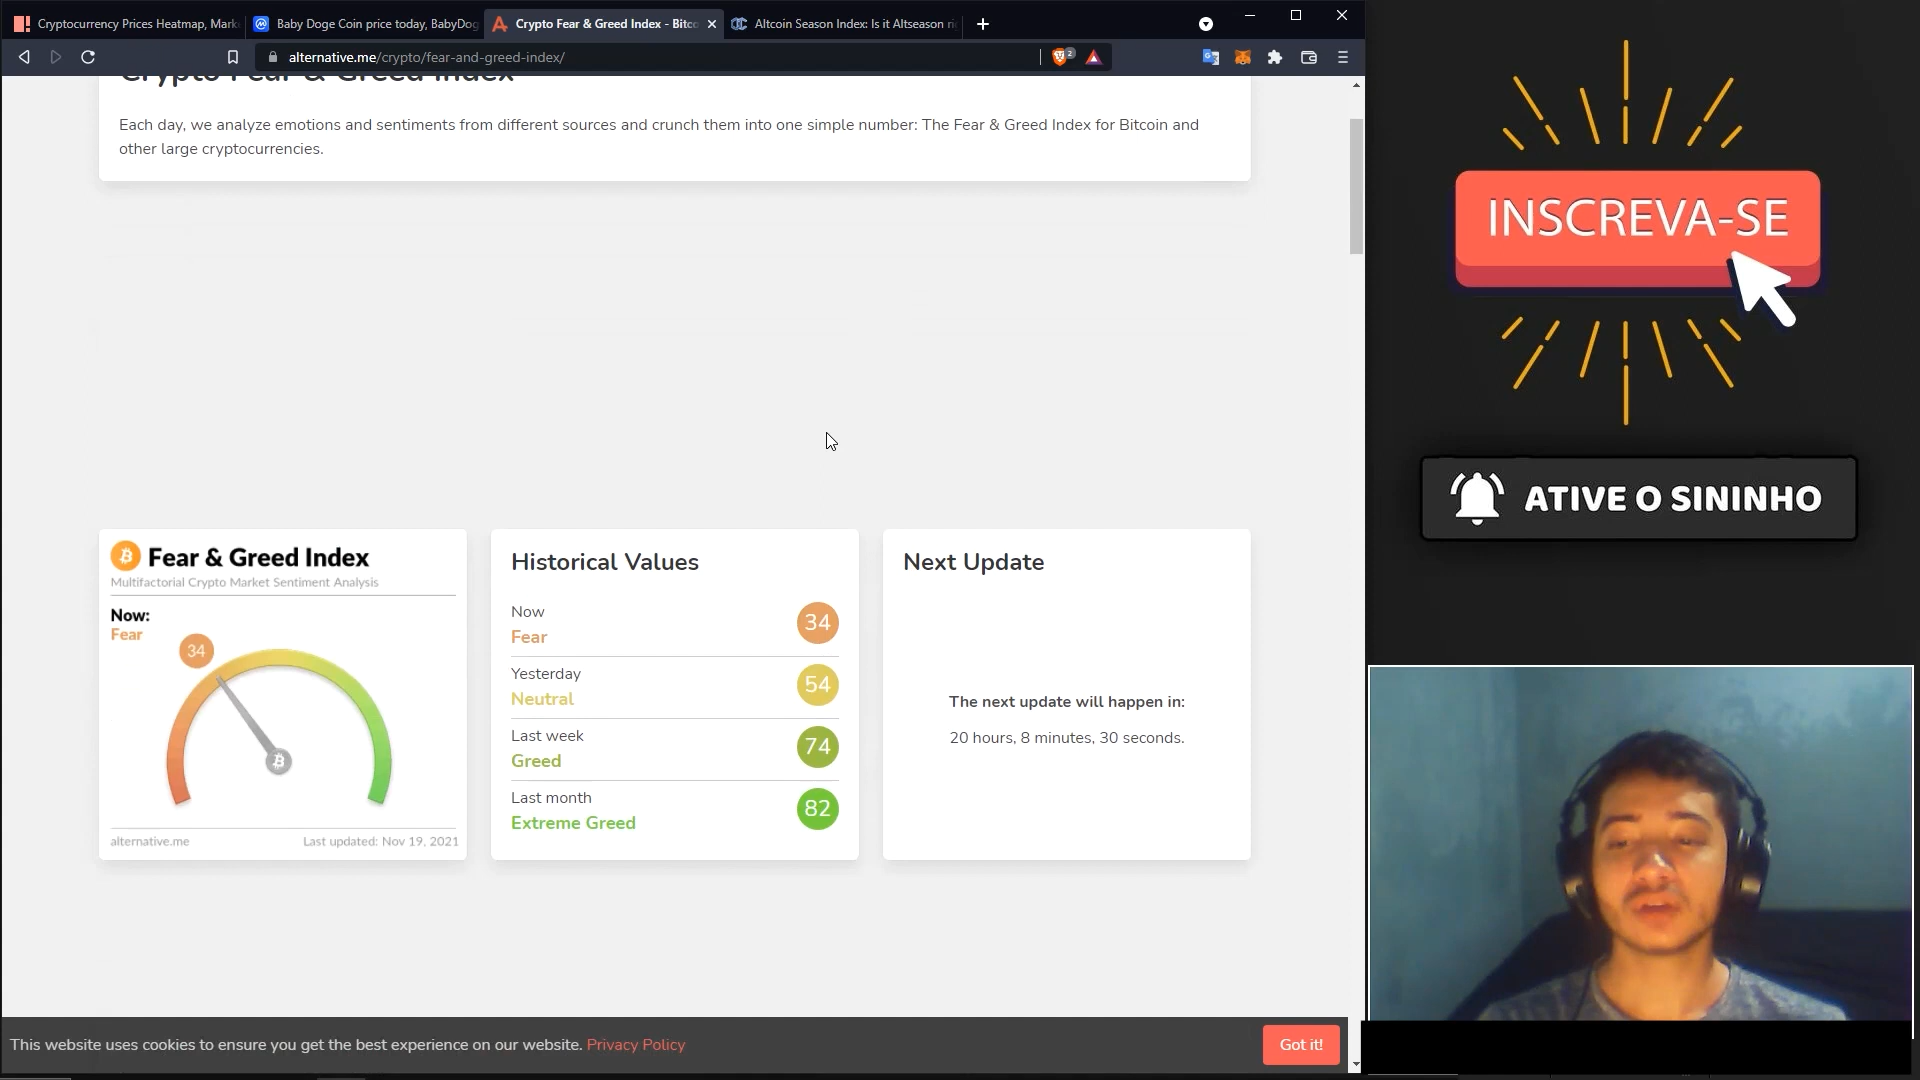 Cryptocurrency Prices Heatmap, Mark
Baby Doge Coin price today, BabyDog
Crypto Fear & Greed Index - Bitco
Altcoin Season Index: Is it Altseason
alternative.me/crypto/fear-and-greed-index/
2
Crypto Fear & Greed Index
Each day, we analyze emotions and sentiments from different sources and crunch them into one simple number: The Fear & Greed Index for Bitcoin and
other large cryptocurrencies.
Fear & Greed Index
Multifactorial Crypto Market Sentiment Analysis
Now:
Fear
34
alternative.me
Last updated: Nov 19, 2021
Historical Values
Now
Fear
34
Yesterday
Neutral
54
Last week
Greed
74
Last month
Extreme Greed
82
Next Update
The next update will happen in:
20 hours, 8 minutes, 30 seconds.
This website uses cookies to ensure you get the best experience on our website. Privacy Policy
Got it!
INSCREVA-SE
ATIVE O SININHO